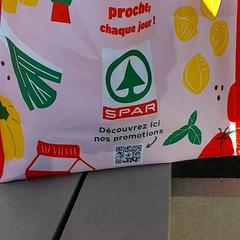 proche,
chaque jour !
SPAR
Découvrez ici
nos promotions